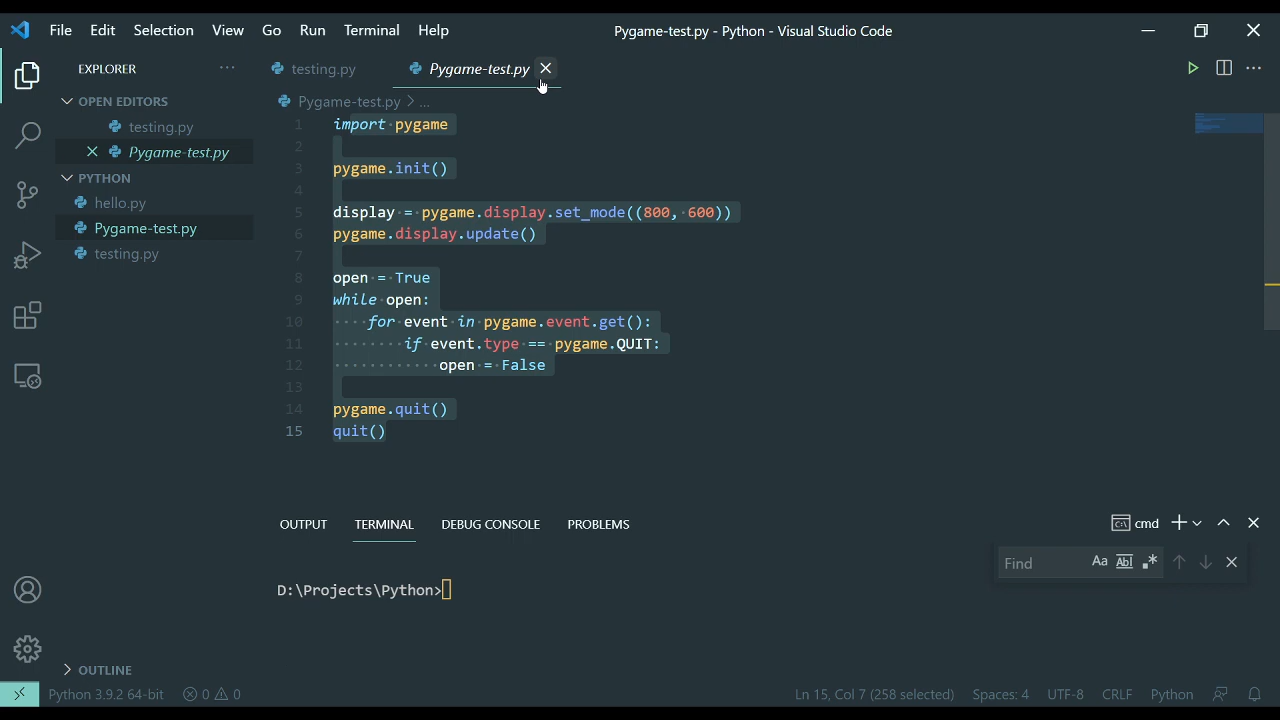 File Edit Selection View Go Run Terminal Help
Pygame-test.py - Python - Visual Studio Code
EXPLORER
OPEN EDITORS
testing.py
Pygame-test.py
PYTHON
hello.py
Pygame-test.py
testing.py
OUTLINE
testing.py Pygame-test.py
Pygame-test.py > ...
1 import pygame
2
3 pygame.init()
4
5 display = pygame.display.set_mode((800, 600))
6 pygame.display.update()
7
8 open = True
9 while open:
10     for event in pygame.event.get():
11         if event.type == pygame.QUIT:
12             open = False
13
14 pygame.quit()
15 quit()
OUTPUT TERMINAL DEBUG CONSOLE PROBLEMS
cmd
Find Aa Abl .*
D:\Projects\Python>
Python 3.9.2 64-bit 0 0 Ln 15, Col 7 (258 selected) Spaces: 4 UTF-8 CRLF Python